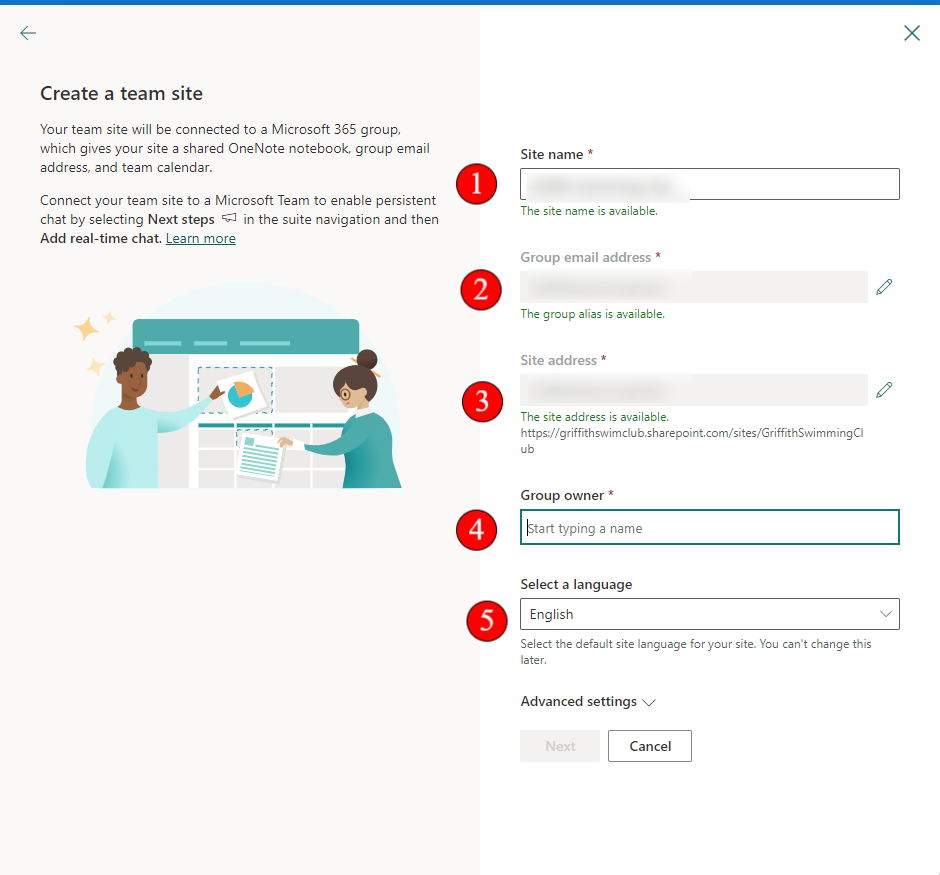 Create a team site
Your team site will be connected to a Microsoft 365 group,
which gives your site a shared OneNote notebook, group email
address, and team calendar.
Connect your team site to a Microsoft Team to enable persistent
chat by selecting Next steps in the suite navigation and then
Add real-time chat. Learn more
1
Site name *
The site name is available.
2
Group email address *
The group alias is available.
3
Site address *
The site address is available.
https://griffithswimclub.sharepoint.com/sites/GriffithSwimmingCl
ub
4
Group owner *
Start typing a name
5
Select a language
English
Select the default site language for your site. You can't change this
later.
Advanced settings
Next
Cancel